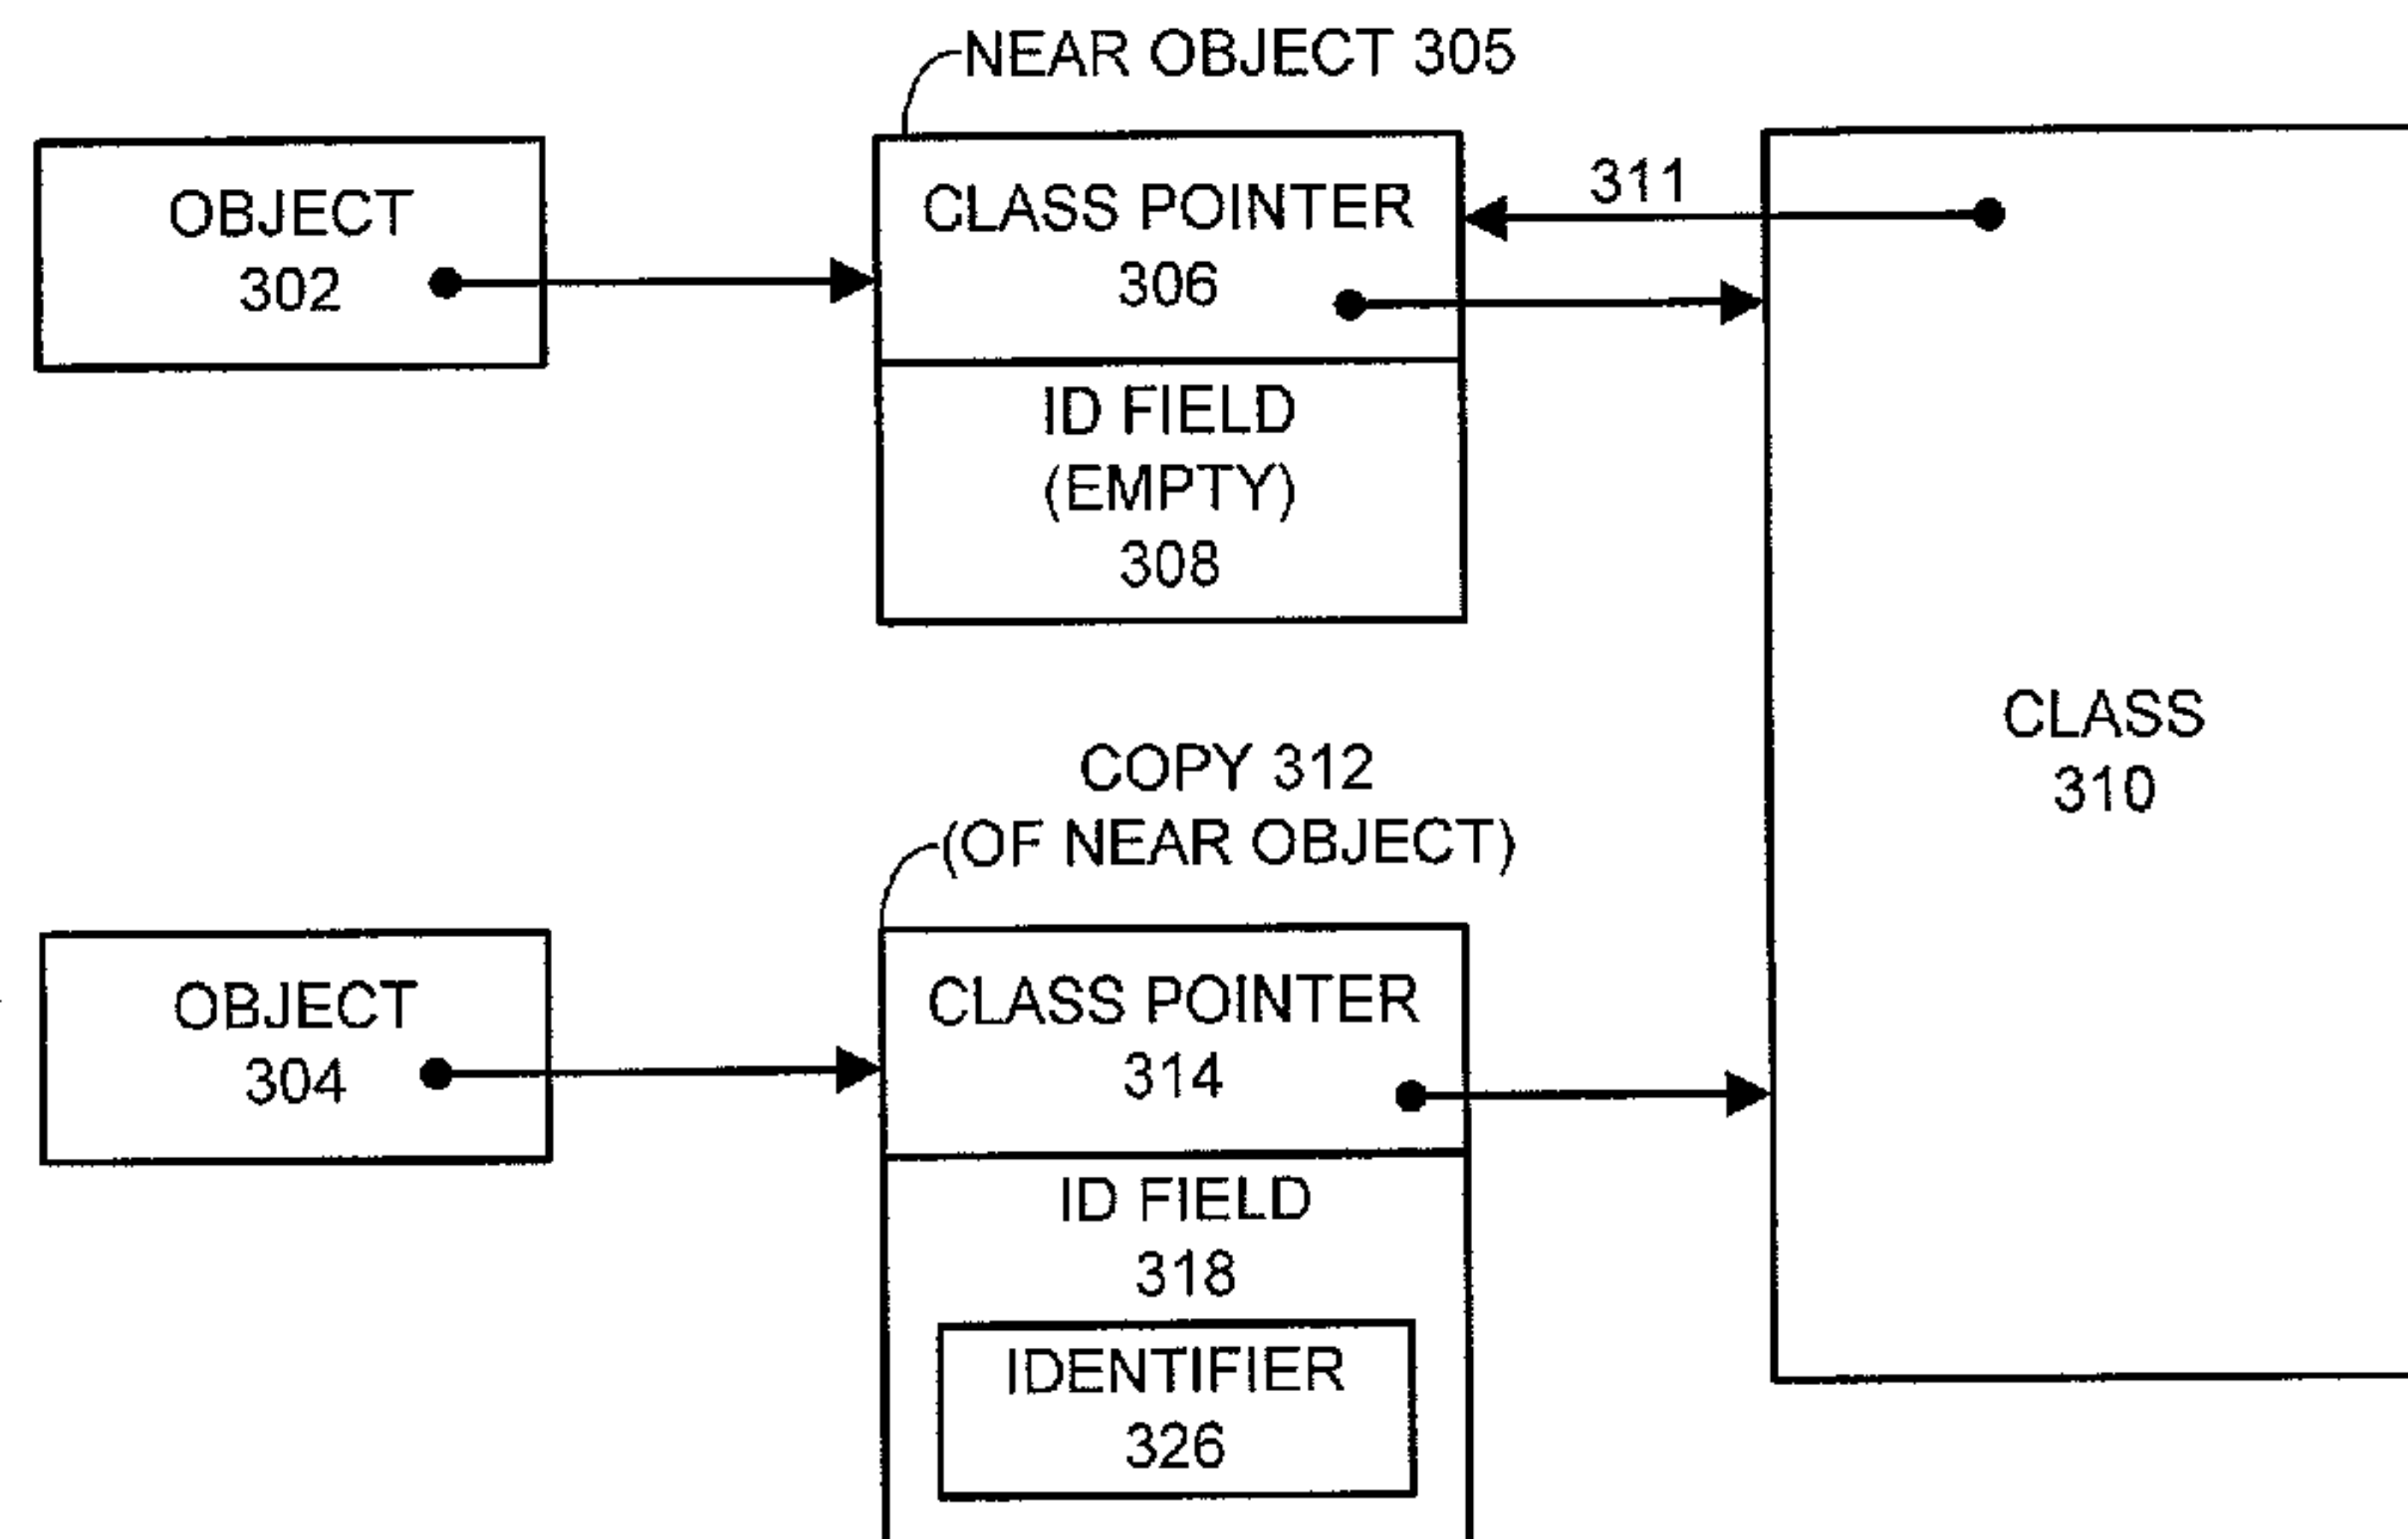 NEAR OBJECT 305
OBJECT
302
CLASS POINTER
306
311
ID FIELD
(EMPTY)
308
CLASS
310
COPY 312
(OF NEAR OBJECT)
OBJECT
304
CLASS POINTER
314
ID FIELD
318
IDENTIFIER
326